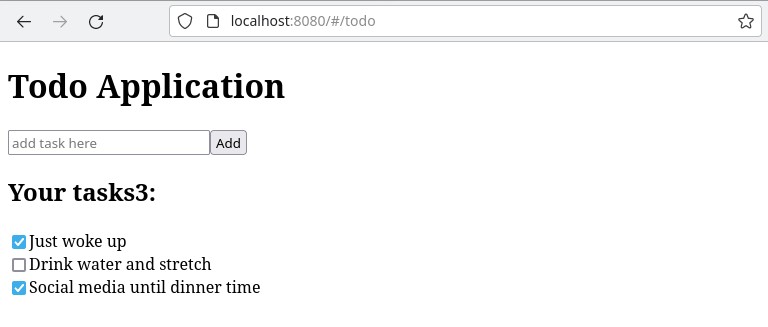 localhost:8080/#/todo
Todo Application
add task here Add
Your tasks3:
Just woke up
Drink water and stretch
Social media until dinner time